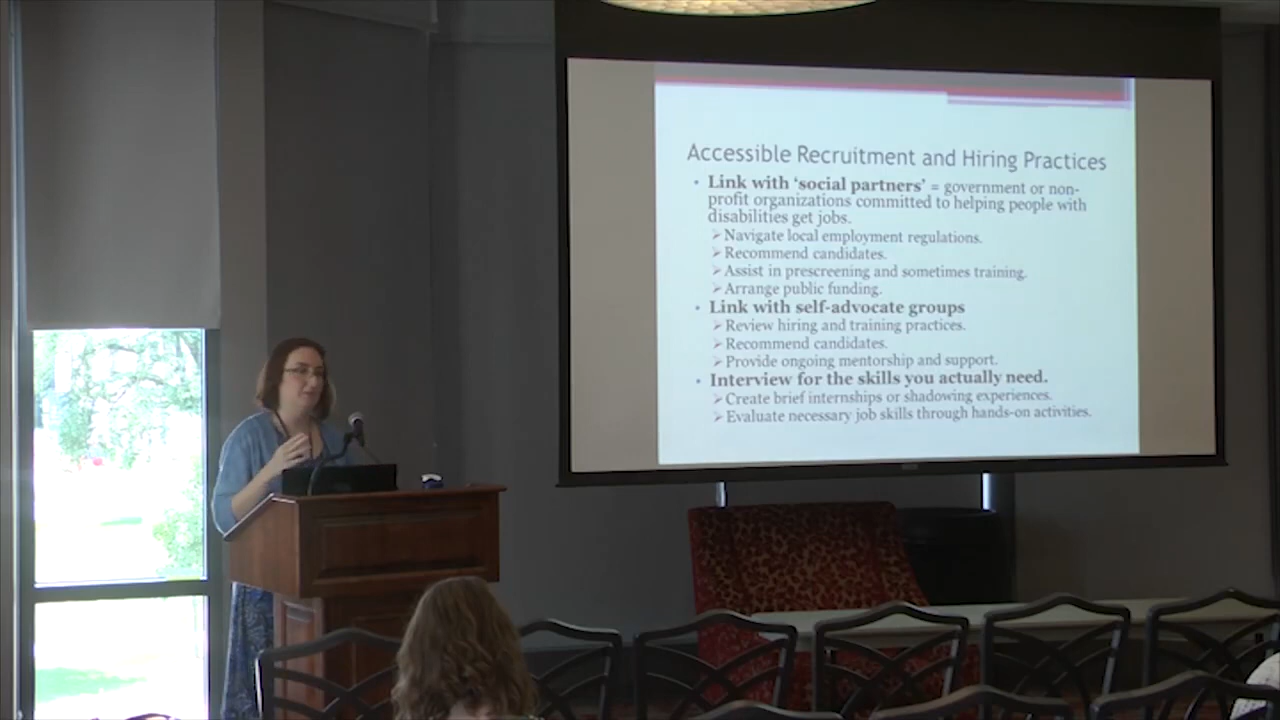 Accessible Recruitment and Hiring Practices
• Link with ‘social partners’ = government or non-
profit organizations committed to helping people with
disabilities get jobs.
➢Navigate local employment regulations.
➢Recommend candidates.
➢Assist in prescreening and sometimes training.
➢Arrange public funding.
• Link with self-advocate groups
➢Review hiring and training practices.
➢Recommend candidates.
➢Provide ongoing mentorship and support.
• Interview for the skills you actually need.
➢Create brief internships or shadowing experiences.
➢Evaluate necessary job skills through hands-on activities.